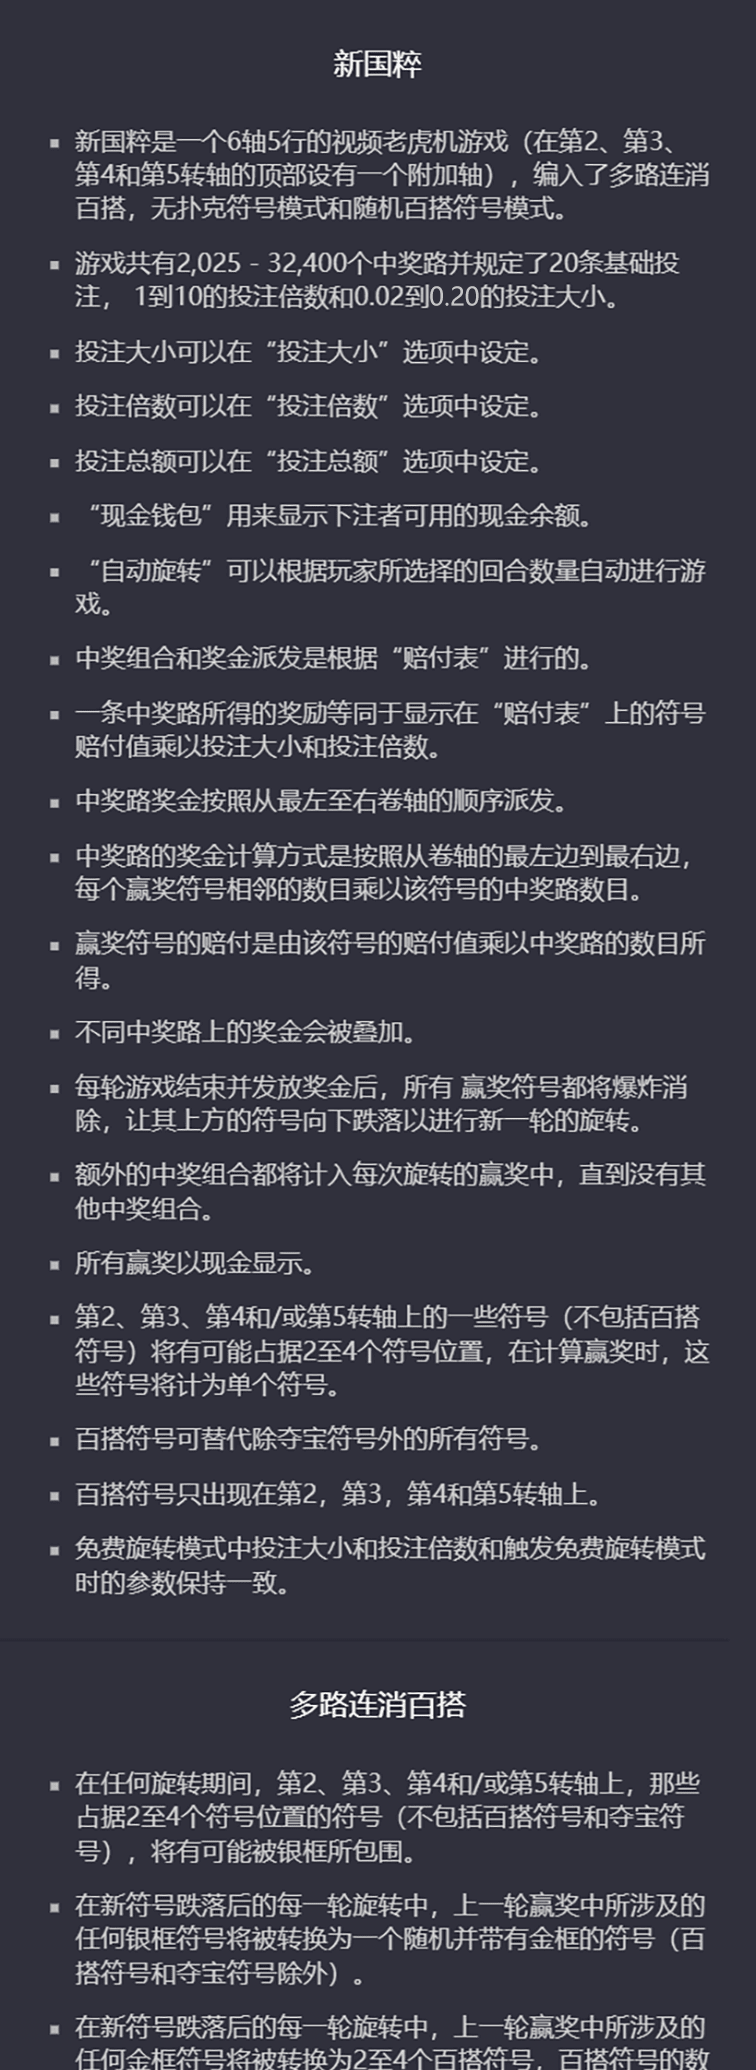 新国粹
▪ 新国粹是一个6轴5行的视频老虎机游戏（在第2、第3、
第4和第5转轴的顶部设有一个附加轴），编入了多路连消
百搭，无扑克符号模式和随机百搭符号模式。
▪ 游戏共有2,025 - 32,400个中奖路并规定了20条基础投
注， 1到10的投注倍数和0.02到0.20的投注大小。
▪ 投注大小可以在“投注大小”选项中设定。
▪ 投注倍数可以在“投注倍数”选项中设定。
▪ 投注总额可以在“投注总额”选项中设定。
▪ “现金钱包”用来显示下注者可用的现金余额。
▪ “自动旋转”可以根据玩家所选择的回合数量自动进行游
戏。
▪ 中奖组合和奖金派发是根据“赔付表”进行的。
▪ 一条中奖路所得的奖励等同于显示在“赔付表”上的符号
赔付值乘以投注大小和投注倍数。
▪ 中奖路奖金按照从最左至右卷轴的顺序派发。
▪ 中奖路的奖金计算方式是按照从卷轴的最左边到最右边，
每个赢奖符号相邻的数目乘以该符号的中奖路数目。
▪ 赢奖符号的赔付是由该符号的赔付值乘以中奖路的数目所
得。
▪ 不同中奖路上的奖金会被叠加。
▪ 每轮游戏结束并发放奖金后，所有 赢奖符号都将爆炸消
除，让其上方的符号向下跌落以进行新一轮的旋转。
▪ 额外的中奖组合都将计入每次旋转的赢奖中，直到没有其
他中奖组合。
▪ 所有赢奖以现金显示。
▪ 第2、第3、第4和/或第5转轴上的一些符号（不包括百搭
符号）将有可能占据2至4个符号位置，在计算赢奖时，这
些符号将计为单个符号。
▪ 百搭符号可替代除夺宝符号外的所有符号。
▪ 百搭符号只出现在第2，第3，第4和第5转轴上。
▪ 免费旋转模式中投注大小和投注倍数和触发免费旋转模式
时的参数保持一致。
多路连消百搭
▪ 在任何旋转期间，第2、第3、第4和/或第5转轴上，那些
占据2至4个符号位置的符号（不包括百搭符号和夺宝符
号），将有可能被银框所包围。
▪ 在新符号跌落后的每一轮旋转中，上一轮赢奖中所涉及的
任何银框符号将被转换为一个随机并带有金框的符号（百
搭符号和夺宝符号除外）。
▪ 在新符号跌落后的每一轮旋转中，上一轮赢奖中所涉及的
任何金框符号将被转换为2至4个百搭符号，百搭符号的数